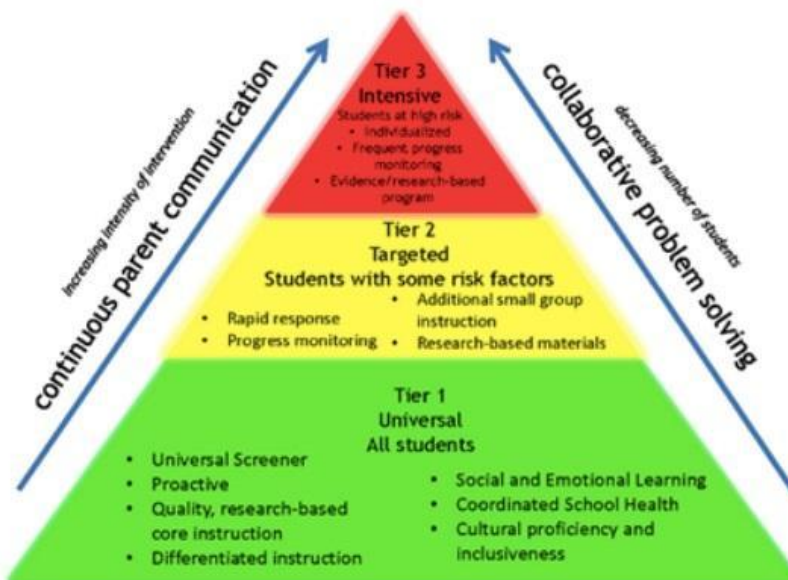 continuous parent communication
increasing intensity of intervention
collaborative problem solving
decreasing number of students
Tier 3
Intensive
Students at high risk
• Individualized
• Frequent progress
monitoring
• Evidence/research-based
program
Tier 2
Targeted
Students with some risk factors
• Rapid response
• Progress monitoring
• Additional small group
instruction
• Research-based materials
Tier 1
Universal
All students
• Universal Screener
• Proactive
• Quality, research-based
core instruction
• Differentiated instruction
• Social and Emotional Learning
• Coordinated School Health
• Cultural proficiency and
inclusiveness